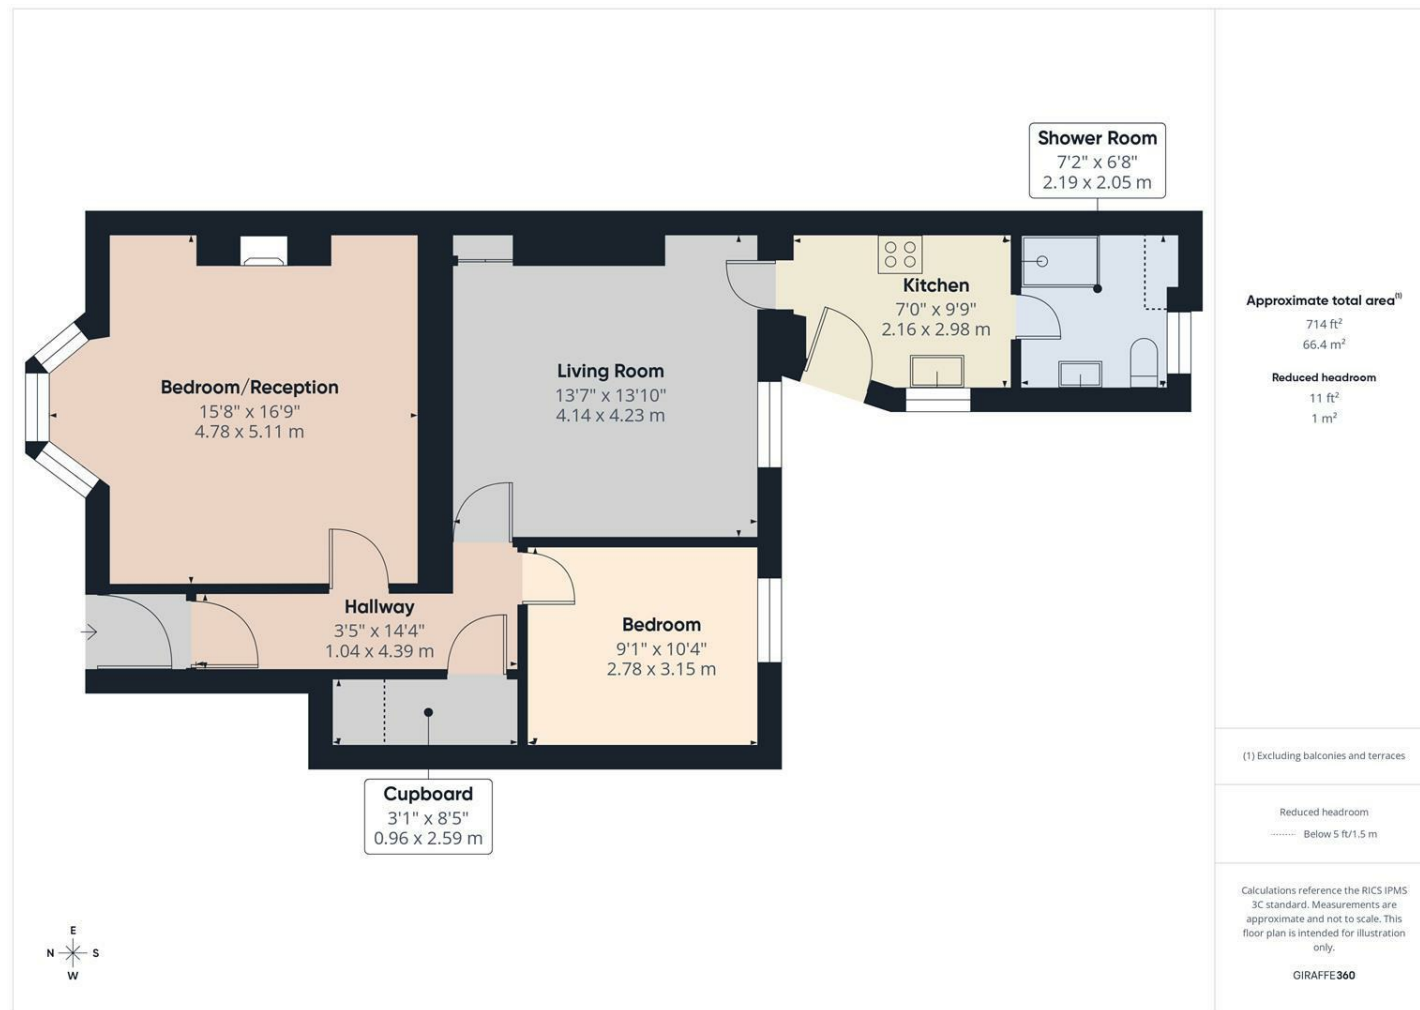 Shower Room
7'2" x 6'8"
2.19 x 2.05 m
Kitchen
7'0" x 9'9"
2.16 x 2.98 m
Living Room
13'7" x 13'10"
4.14 x 4.23 m
Bedroom/Reception
15'8" x 16'9"
4.78 x 5.11 m
Hallway
3'5" x 14'4"
1.04 x 4.39 m
Bedroom
9'1" x 10'4"
2.78 x 3.15 m
Cupboard
3'1" x 8'5"
0.96 x 2.59 m
E
N S
W
Approximate total area⁽¹⁾
714 ft²
66.4 m²
Reduced headroom
11 ft²
1 m²
(1) Excluding balconies and terraces
Reduced headroom
Below 5 ft/1.5 m
Calculations reference the RICS IPMS
3C standard. Measurements are
approximate and not to scale. This
floor plan is intended for illustration
only.
GIRAFFE360